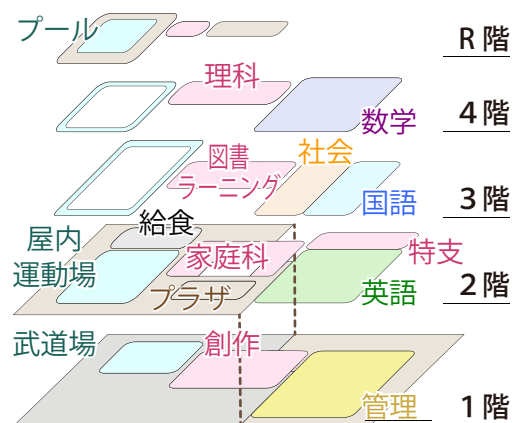 プール
R階
理科
数学
4階
図書
ラーニング
社会
国語
3階
給食
屋内
運動場
家庭科
特支
プラザ
英語
2階
武道場
創作
管理
1階